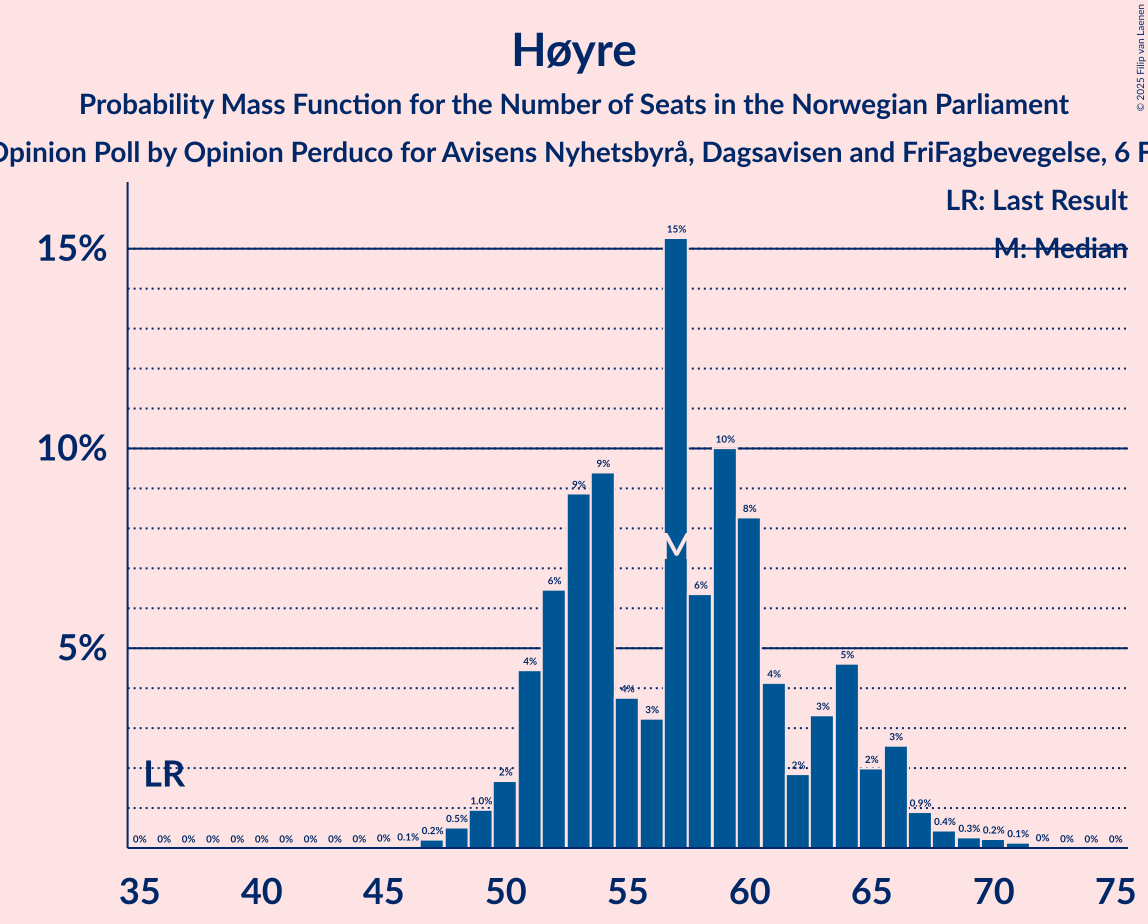 Høyre
Probability Mass Function for the Number of Seats in the Norwegian Parliament
Opinion Poll by Opinion Perduco for Avisens Nyhetsbyrå, Dagsavisen and FriFagbevegelse, 6 F
© 2025 Filip van Laenen
LR: Last Result
M: Median
15%
10%
5%
0% 0% 0% 0% 0% 0% 0% 0% 0% 0% 0% 0.1% 0.2% 0.5% 1.0% 2% 4% 6% 9% 9% 4% 3% 15% 6% 10% 8% 4% 2% 3% 5% 2% 3% 0.9% 0.4% 0.3% 0.2% 0.1% 0% 0% 0% 0%
M
LR
35 40 45 50 55 60 65 70 75